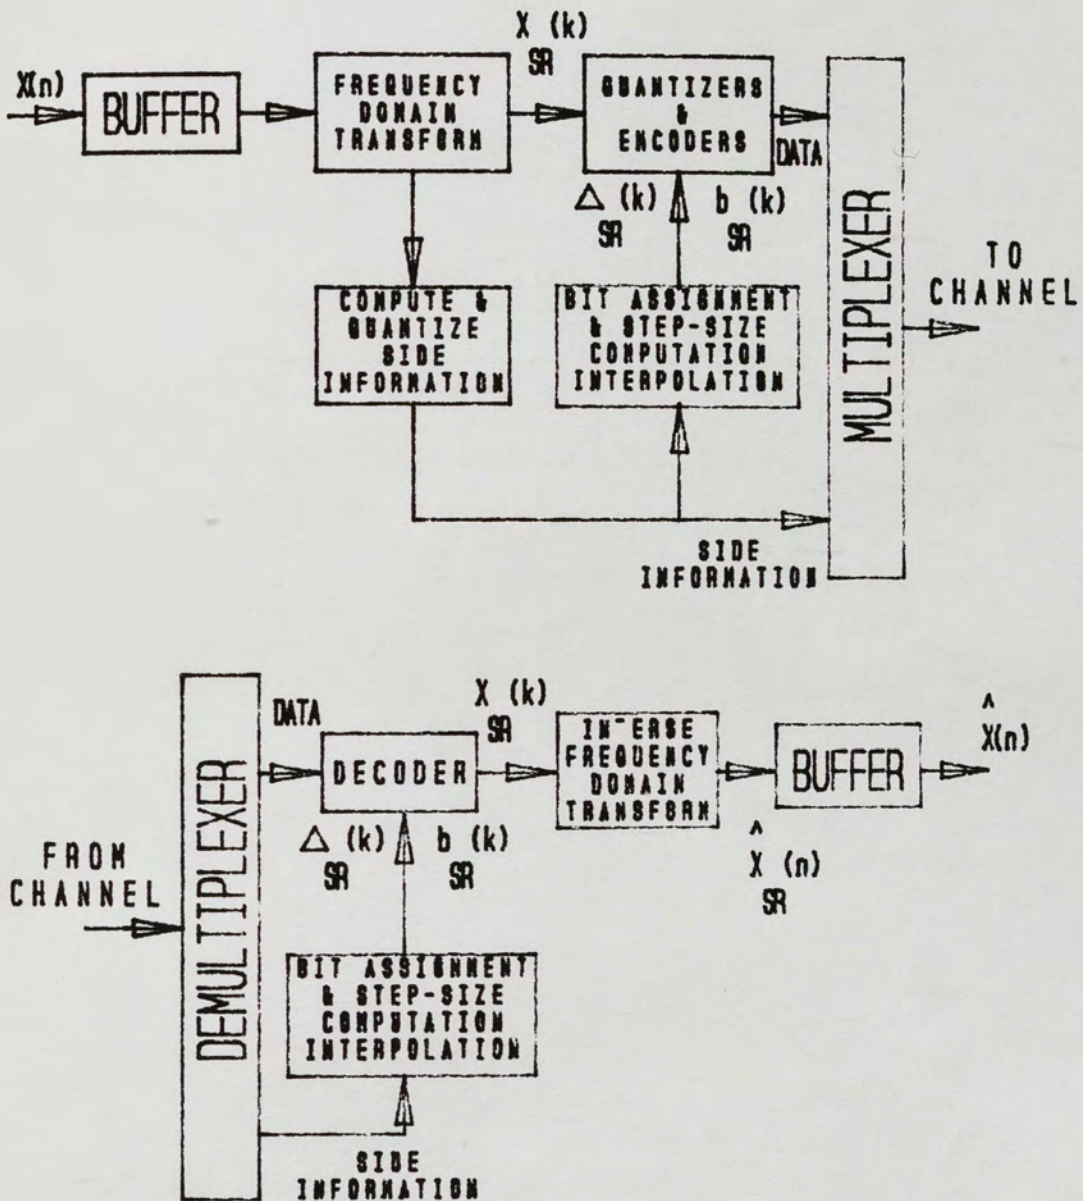 X(n)
BUFFER
FREQUENCY
DOMAIN
TRANSFORM
X (k)
SR
QUANTIZERS
&
ENCODERS
DATA
MULTIPLEXER
TO
CHANNEL
Δ (k)
SR
b (k)
SR
COMPUTE &
QUANTIZE
SIDE
INFORMATION
BIT ASSIGNMENT
& STEP-SIZE
COMPUTATION
INTERPOLATION
SIDE
INFORMATION
FROM
CHANNEL
DEMULTIPLEXER
DATA
DECODER
X (k)
SR
IN ERSE
FREQUENCY
DOMAIN
TRANSFORM
^
X (n)
SR
BUFFER
^
X(n)
Δ (k)
SR
b (k)
SR
BIT ASSIGNMENT
& STEP-SIZE
COMPUTATION
INTERPOLATION
SIDE
INFORMATION